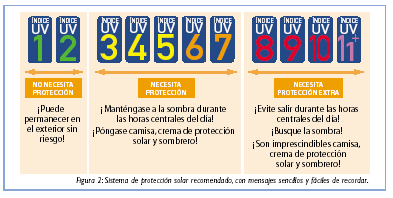 ÍNDICE UV 1
ÍNDICE UV 2
ÍNDICE UV 3
ÍNDICE UV 4
ÍNDICE UV 5
ÍNDICE UV 6
ÍNDICE UV 7
ÍNDICE UV 8
ÍNDICE UV 9
ÍNDICE UV 10
ÍNDICE UV 11+
NO NECESITA
PROTECCIÓN
¡Puede
permanecer en
el exterior sin
riesgo!
NECESITA
PROTECCIÓN
¡Manténgase a la sombra durante
las horas centrales del día!
¡Póngase camisa, crema de protección
solar y sombrero!
NECESITA
PROTECCIÓN EXTRA
¡Evite salir durante las horas
centrales del día!
¡Busque la sombra!
¡Son imprescindibles camisa,
crema de protección
solar y sombrero!
Figura 2: Sistema de protección solar recomendado, con mensajes sencillos y fáciles de recordar.